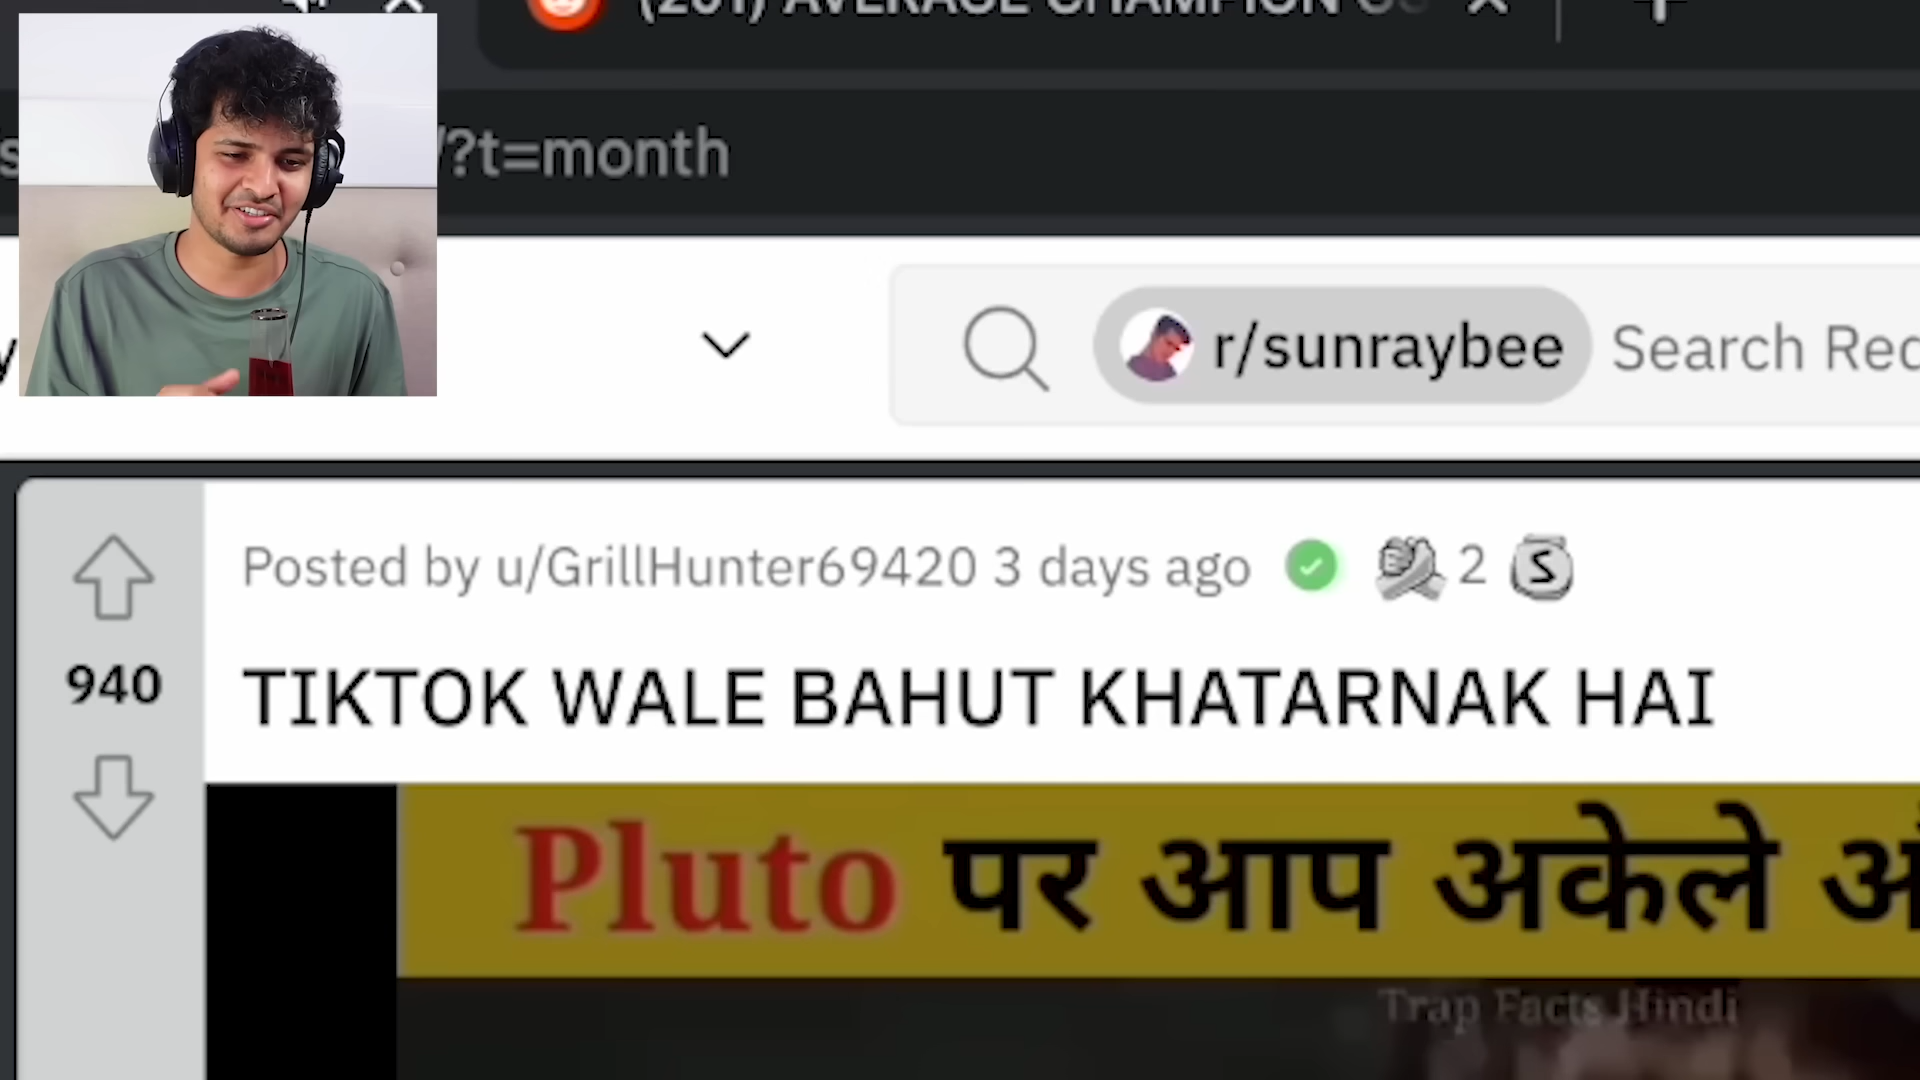 (201) AVERAGE CHAMPION
/?t=month
r/sunraybee Search Red
Posted by u/GrillHunter69420 3 days ago 2 S
940
TIKTOK WALE BAHUT KHATARNAK HAI
Pluto पर आप अकेले
Trap Facts Hindi